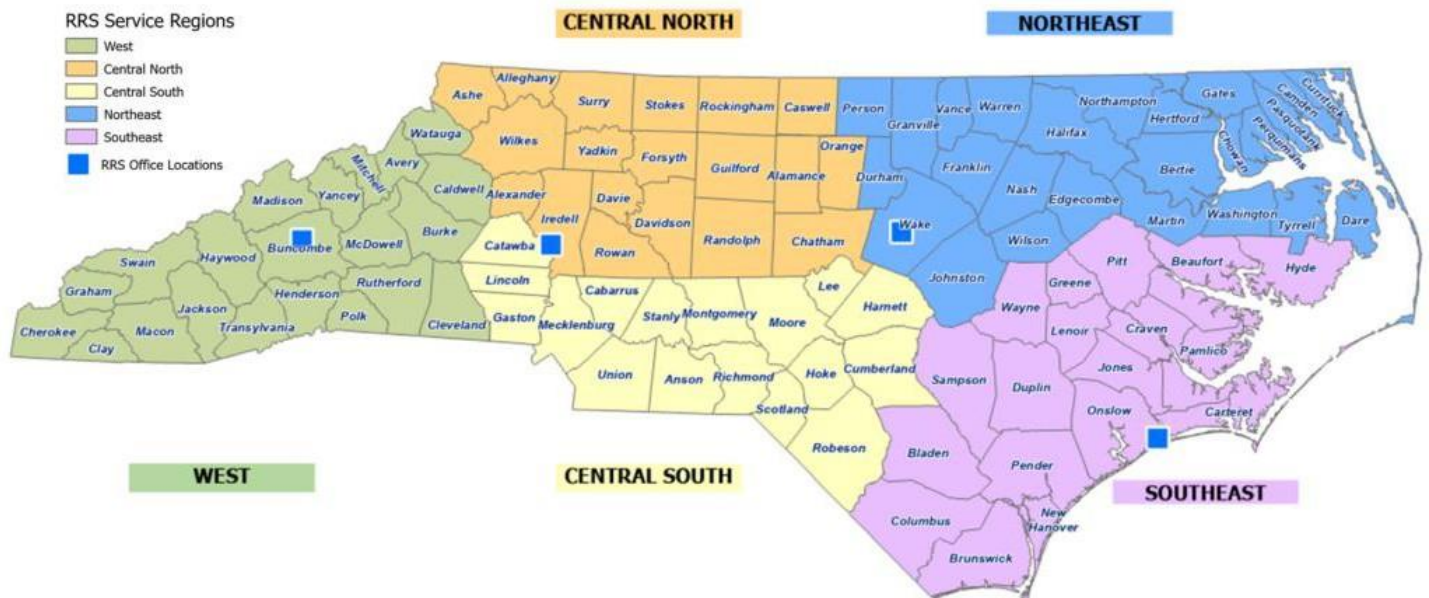 RRS Service Regions
West
Central North
Central South
Northeast
Southeast
RRS Office Locations
CENTRAL NORTH
NORTHEAST
Ashe
Alleghany
Surry
Stokes
Rockingham
Caswell
Person
Granville
Vance
Warren
Northampton
Gates
Hertford
Currituck
Camden
Pasquotank
Perquimans
Chowan
Halifax
Bertie
Watauga
Wilkes
Yadkin
Forsyth
Guilford
Alamance
Orange
Durham
Franklin
Nash
Edgecombe
Martin
Washington
Tyrrell
Dare
Mitchell
Avery
Caldwell
Alexander
Madison
Yancey
Iredell
Davie
Davidson
Randolph
Chatham
Wake
Wilson
Johnston
Buncombe
McDowell
Burke
Catawba
Rowan
Swain
Haywood
Graham
Jackson
Henderson
Rutherford
Lincoln
Cherokee
Clay
Macon
Transylvania
Polk
Cleveland
Gaston
Mecklenburg
Cabarrus
Stanly
Montgomery
Moore
Lee
Harnett
Wayne
Greene
Pitt
Beaufort
Hyde
Lenoir
Craven
Pamlico
Jones
Union
Anson
Richmond
Hoke
Cumberland
Scotland
Sampson
Duplin
Onslow
Carteret
Robeson
Bladen
Pender
Columbus
New
Hanover
Brunswick
WEST
CENTRAL SOUTH
SOUTHEAST